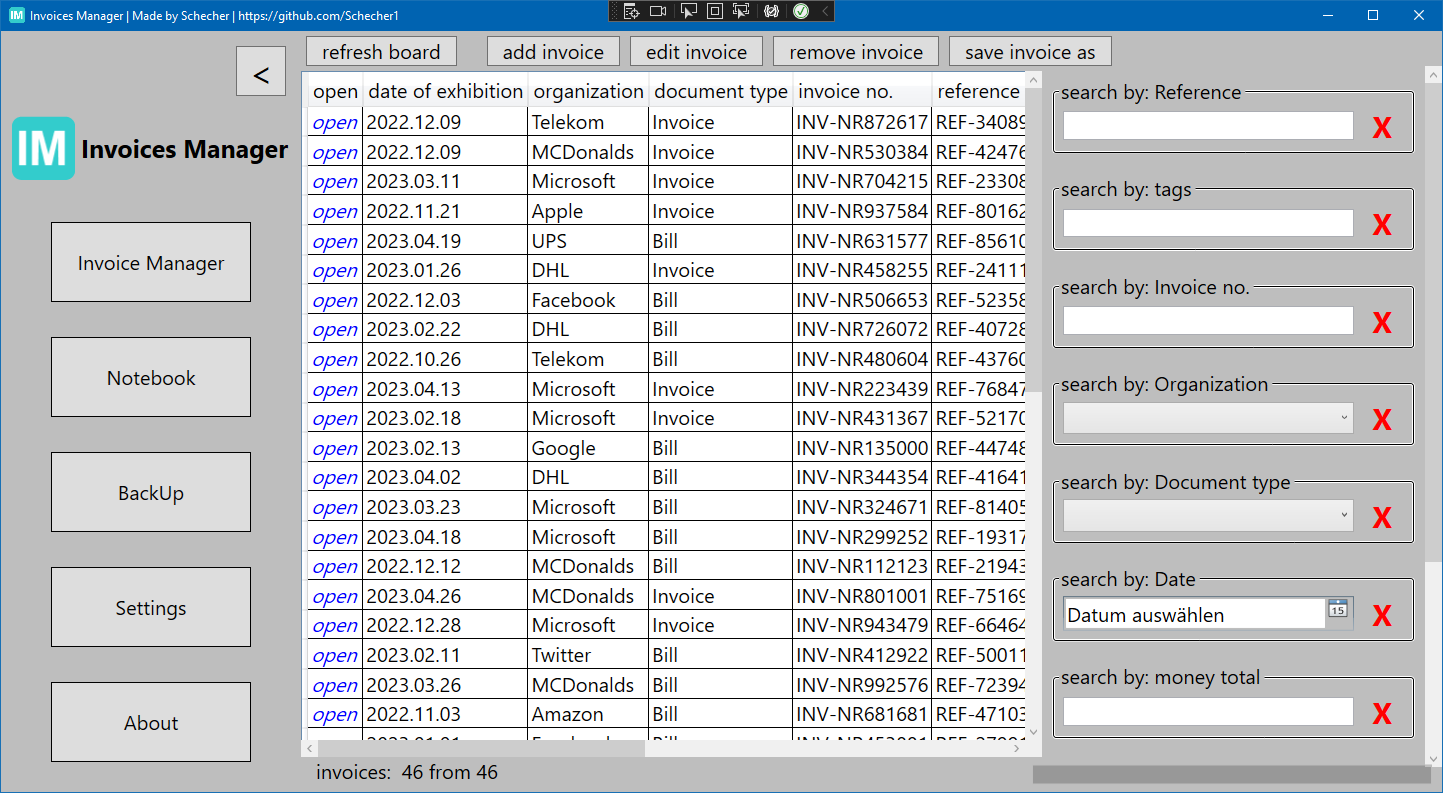 IM Invoices Manager | Made by Schecher | https://github.com/Schecher1
<
IM Invoices Manager
Invoice Manager
Notebook
BackUp
Settings
About
refresh board add invoice edit invoice remove invoice save invoice as
open date of exhibition organization document type invoice no. reference
open 2022.12.09 Telekom Invoice INV-NR872617 REF-34089
open 2022.12.09 MCDonalds Invoice INV-NR530384 REF-42476
open 2023.03.11 Microsoft Invoice INV-NR704215 REF-23308
open 2022.11.21 Apple Invoice INV-NR937584 REF-80162
open 2023.04.19 UPS Bill INV-NR631577 REF-85610
open 2023.01.26 DHL Invoice INV-NR458255 REF-24111
open 2022.12.03 Facebook Bill INV-NR506653 REF-52358
open 2023.02.22 DHL Bill INV-NR726072 REF-40728
open 2022.10.26 Telekom Bill INV-NR480604 REF-43760
open 2023.04.13 Microsoft Invoice INV-NR223439 REF-76847
open 2023.02.18 Microsoft Invoice INV-NR431367 REF-52170
open 2023.02.13 Google Bill INV-NR135000 REF-44748
open 2023.04.02 DHL Bill INV-NR344354 REF-41641
open 2023.03.23 Microsoft Bill INV-NR324671 REF-81405
open 2023.04.18 Microsoft Bill INV-NR299252 REF-19317
open 2022.12.12 MCDonalds Bill INV-NR112123 REF-21943
open 2023.04.26 MCDonalds Invoice INV-NR801001 REF-75169
open 2022.12.28 Microsoft Invoice INV-NR943479 REF-66464
open 2023.02.11 Twitter Bill INV-NR412922 REF-50011
open 2023.03.26 MCDonalds Bill INV-NR992576 REF-72394
open 2022.11.03 Amazon Bill INV-NR681681 REF-47103
invoices: 46 from 46
search by: Reference
X
search by: tags
X
search by: Invoice no.
X
search by: Organization
X
search by: Document type
X
search by: Date
Datum auswählen 15 X
search by: money total
X